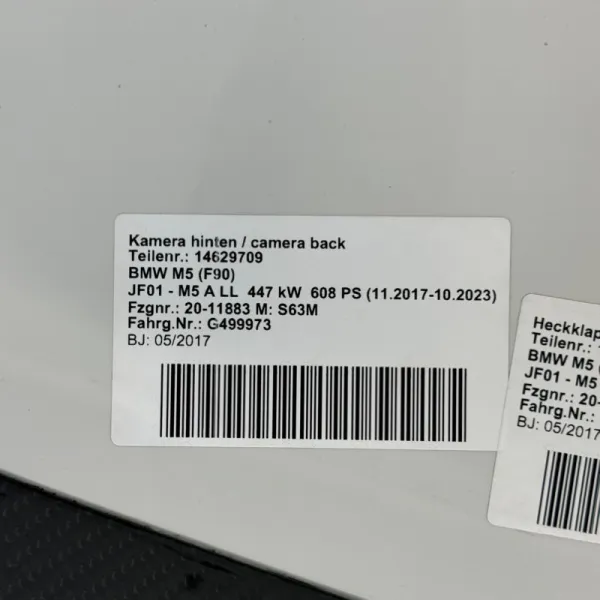 Kamera hinten / camera back
Teilenr.: 14629709
BMW M5 (F90)
JF01 - M5 A LL 447 kW 608 PS (11.2017-10.2023)
Fzgnr.: 20-11883 M: S63M
Fahrg.Nr.: G499973
BJ: 05/2017
Heckklap
Teilenr.:
BMW M5
JF01 - M5
Fzgnr.: 20-
Fahrg.Nr.:
BJ: 05/2017